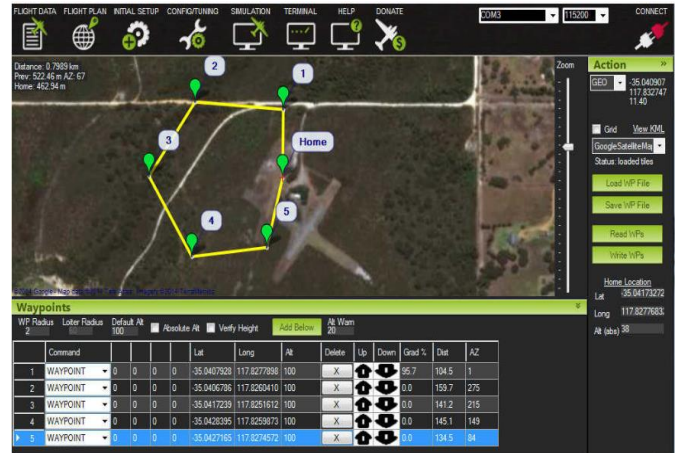 FLIGHT DATA FLIGHT PLAN INITIAL SETUP CONFIG/TUNING SIMULATION TERMINAL HELP DONATE COM3 115200 CONNECT
Distance: 0.7989 km
Prev: 522.46 m AZ: 67
Home: 462.94 m
2
1
3
Home
4
5
Zoom
Action
GEO -35.040907
117.832747
11.40
Grid View KML
GoogleSatelliteMap
Status: loaded tiles
Load WP File
Save WP File
Read WPs
Write WPs
Home Location
Lat -35.04173272
Long 117.8277683
Alt (abs) 38
Waypoints
WP Radius Loiter Radius Default Alt Absolute Alt Verify Height Add Below Alt Warn
2 100 20
Command Lat Long Alt Delete Up Down Grad % Dist AZ
1 WAYPOINT 0 0 0 0 -35.0407928 117.8277898 100 X 95.7 104.5 1
2 WAYPOINT 0 0 0 0 -35.0406786 117.8260410 100 X 0.0 159.7 275
3 WAYPOINT 0 0 0 0 -35.0417239 117.8251612 100 X 0.0 141.2 215
4 WAYPOINT 0 0 0 0 -35.0428395 117.8259873 100 X 0.0 145.1 149
5 WAYPOINT 0 0 0 0 -35.0427165 117.8274572 100 X 0.0 134.5 84